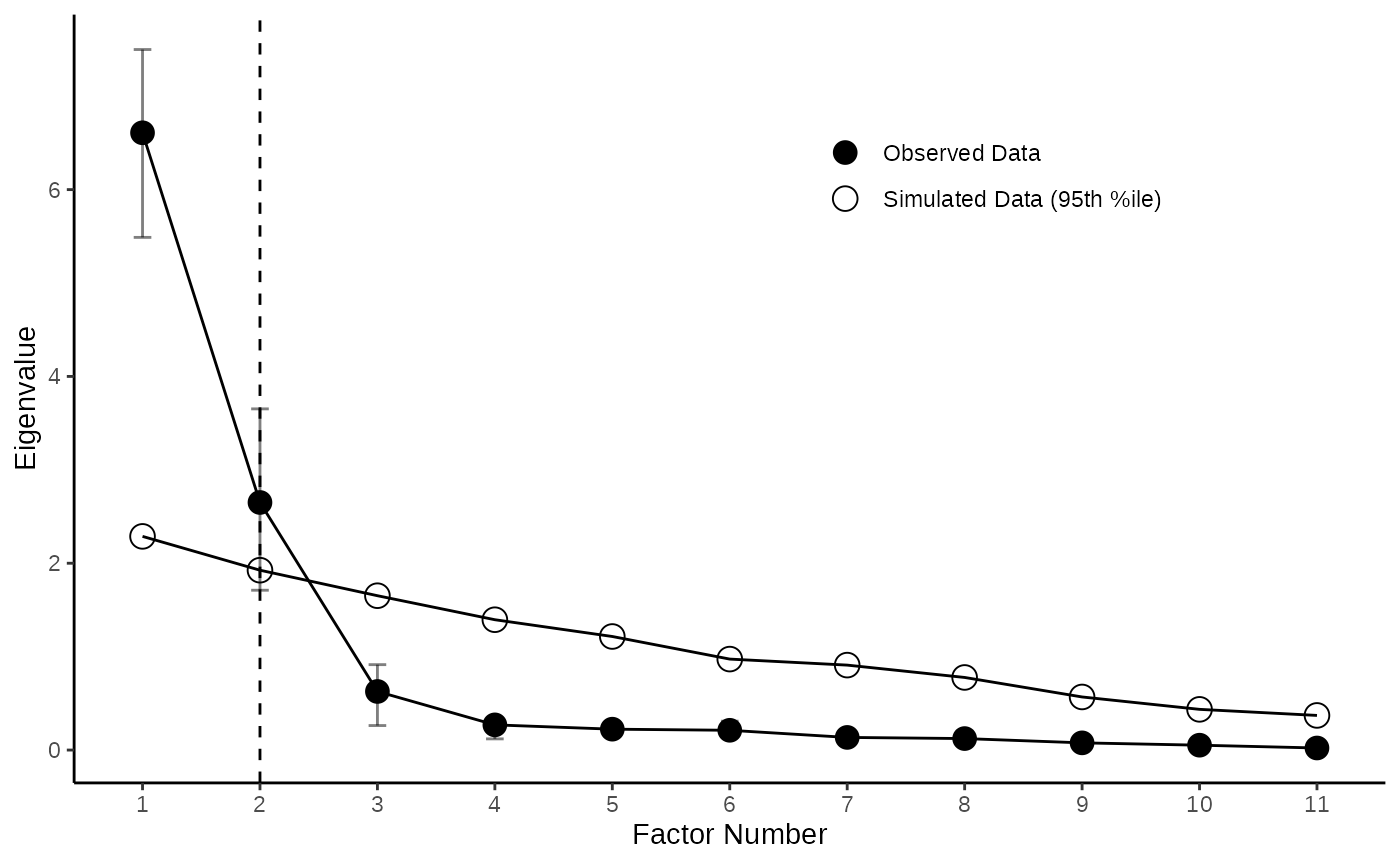 Observed Data
Simulated Data (95th %ile)
Eigenvalue
6
4
2
0
1 2 3 4 5 6 7 8 9 10 11
Factor Number